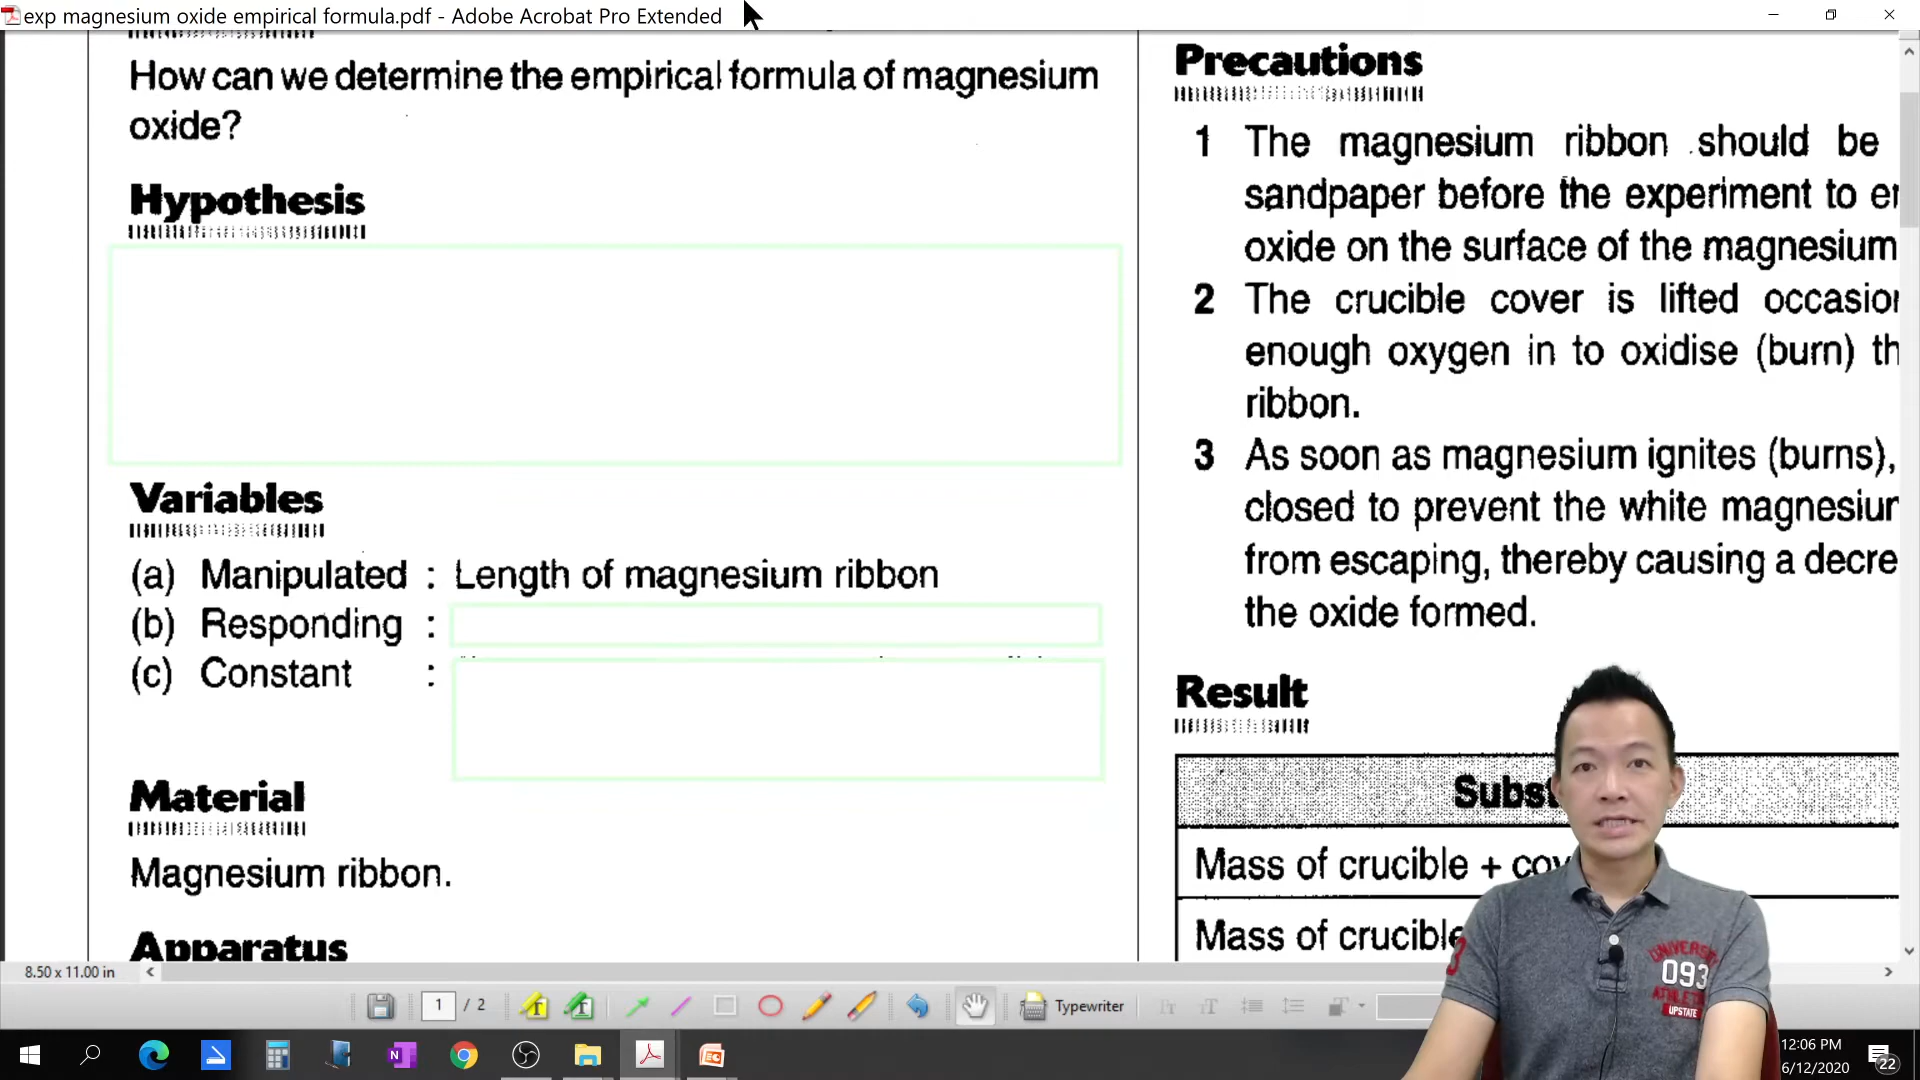 exp magnesium oxide empirical formula.pdf - Adobe Acrobat Pro Extended
How can we determine the empirical formula of magnesium
oxide?
Hypothesis
Variables
(a) Manipulated : Length of magnesium ribbon
(b) Responding :
(c) Constant :
Material
Magnesium ribbon.
Apparatus
Precautions
1 The magnesium ribbon should be
sandpaper before the experiment to
oxide on the surface of the magnesium
2 The crucible cover is lifted
enough oxygen in to oxidise (burn)
ribbon.
3 As soon as magnesium ignites (burns),
closed to prevent the white
from escaping, thereby causing a
the oxide formed.
Result
Mass of crucible +
Mass of
8.50 x 11.00 in
1 / 2
Typewriter
UNIVERSITY
093
UPSTATE
12:06 PM
6/12/2020
22